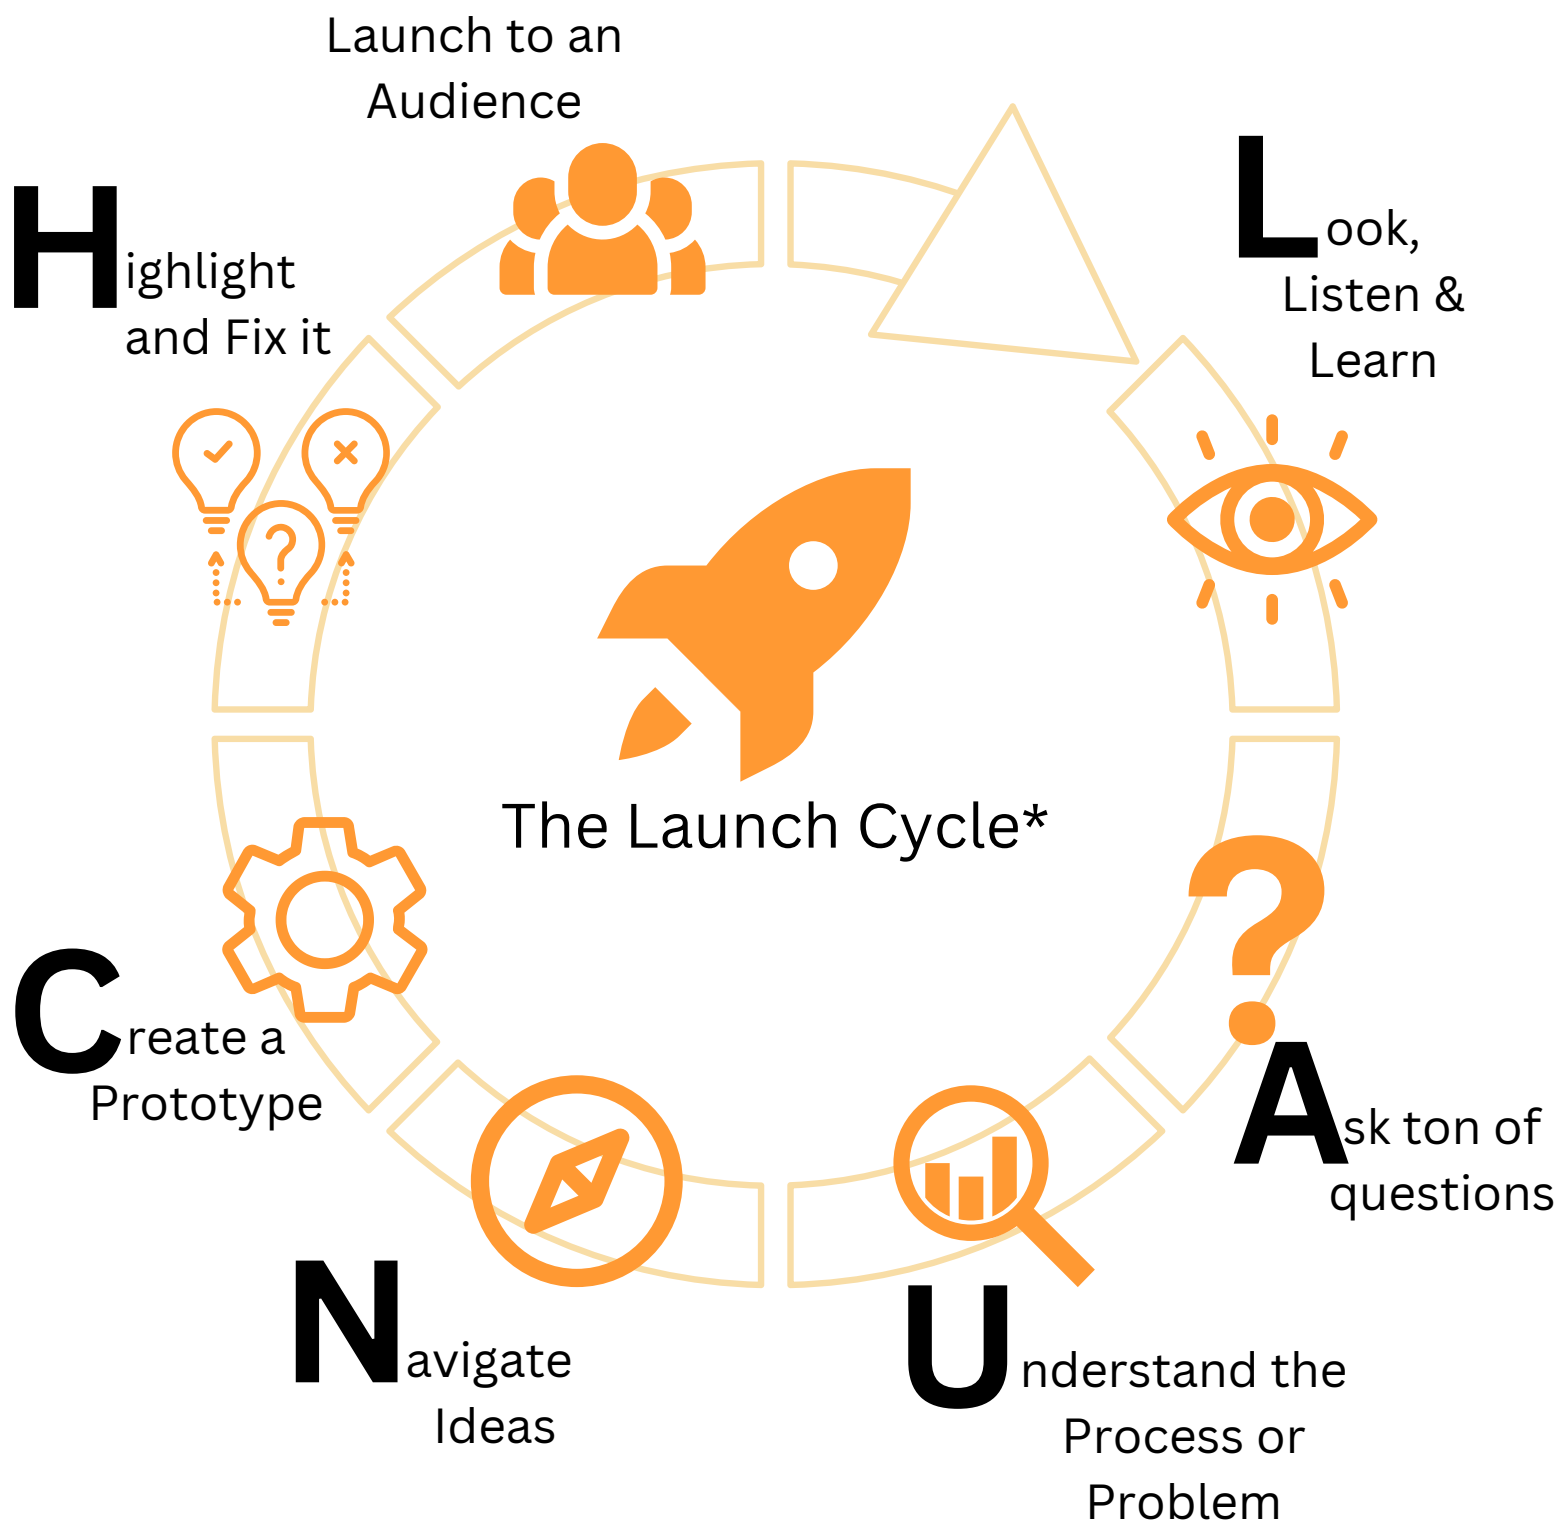 Launch to an
Audience
Look,
Listen &
Learn
Highlight
and Fix it
?
The Launch Cycle*
?
Ask ton of
questions
Create a
Prototype
Navigate
Ideas
Understand the
Process or
Problem